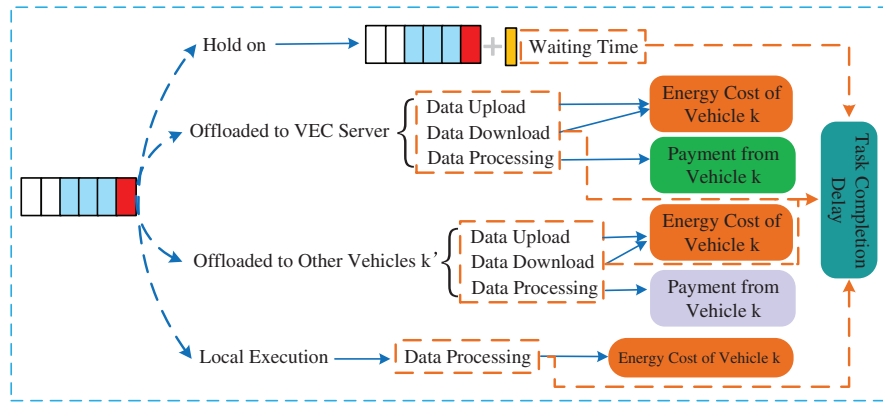 Hold on
+
Waiting Time
Offloaded to VEC Server
Data Upload
Data Download
Data Processing
Energy Cost of
Vehicle k
Payment from
Vehicle k
Offloaded to Other Vehicles k'
Data Upload
Data Download
Data Processing
Energy Cost of
Vehicle k
Payment from
Vehicle k
Local Execution
Data Processing
Energy Cost of Vehicle k
Task Completion
Delay